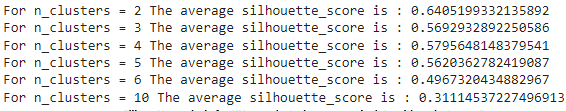 For n_clusters = 2 The average silhouette_score is : 0.6405199332135892
For n_clusters = 3 The average silhouette_score is : 0.5692932892250586
For n_clusters = 4 The average silhouette_score is : 0.5795648148379541
For n_clusters = 5 The average silhouette_score is : 0.5620362782419087
For n_clusters = 6 The average silhouette_score is : 0.4967320434882967
For n_clusters = 10 The average silhouette_score is : 0.31114537227496913